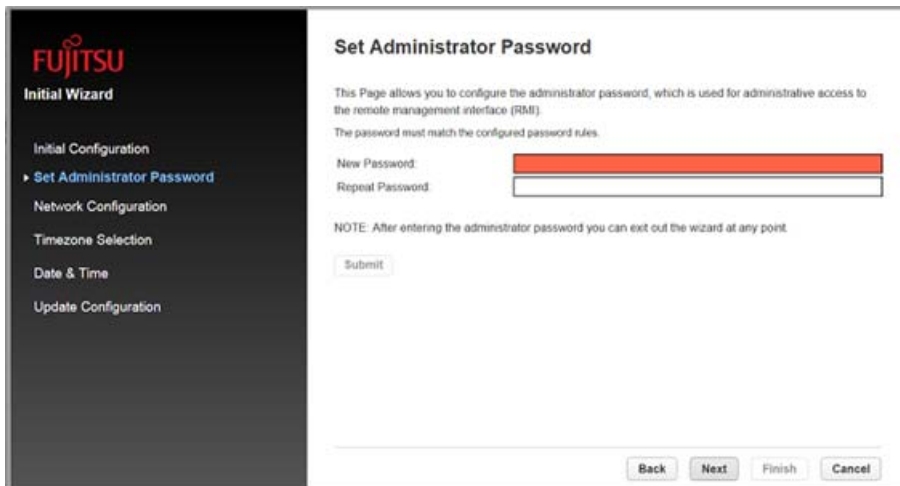 FUJITSU
Initial Wizard
Initial Configuration
Set Administrator Password
Network Configuration
Timezone Selection
Date & Time
Update Configuration
Set Administrator Password
This Page allows you to configure the administrator password, which is used for administrative access to
the remote management interface (RMI).
The password must match the configured password rules.
New Password:
Repeat Password:
NOTE: After entering the administrator password you can exit out the wizard at any point.
Submit
Back Next Finish Cancel